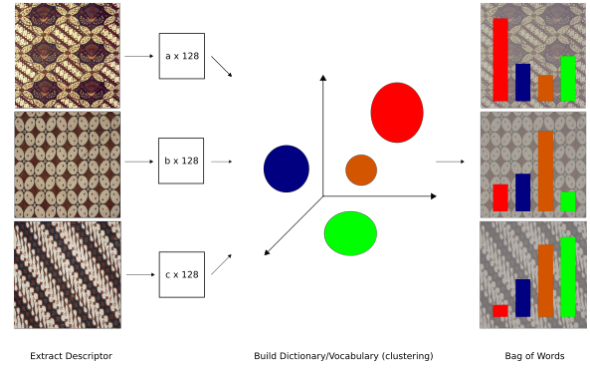 a x 128
b x 128
c x 128
Extract Descriptor
Build Dictionary/Vocabulary (clustering)
Bag of Words